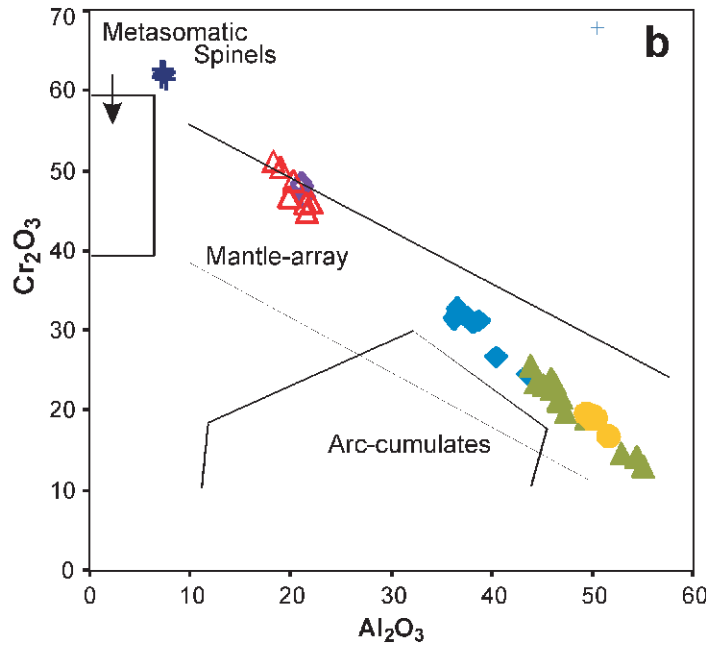 70
Metasomatic
Spinels
b
60
50
Cr₂O₃
40
Mantle-array
30
20
Arc-cumulates
10
0
0 10 20 30 40 50 60
Al₂O₃